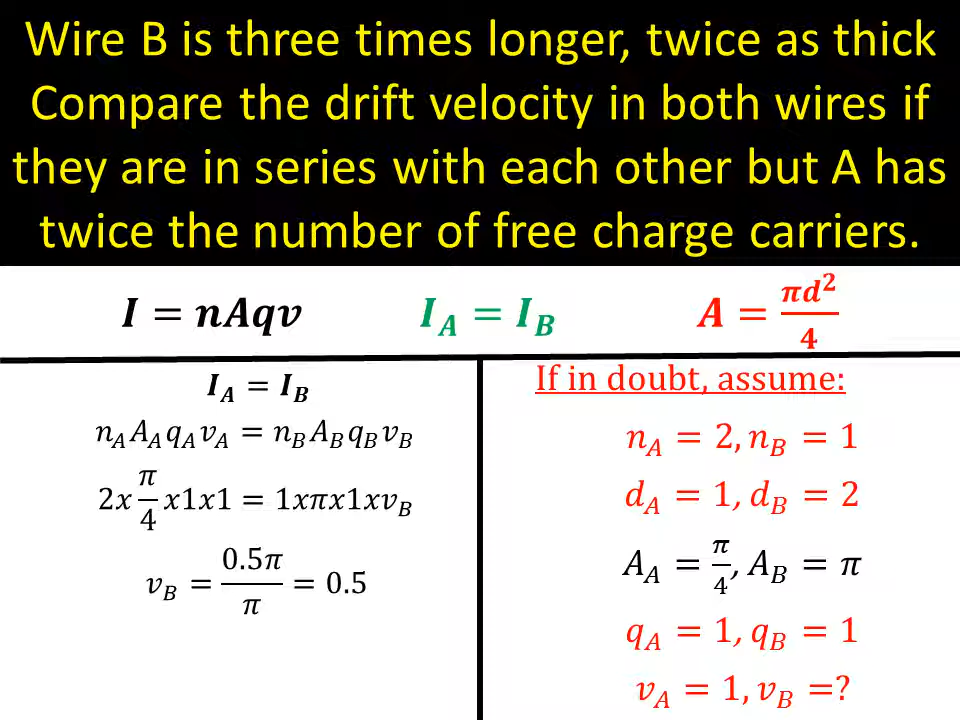 Wire B is three times longer, twice as thick
Compare the drift velocity in both wires if
they are in series with each other but A has
twice the number of free charge carriers.
I = nAqv
I_A = I_B
A = πd²/4
I_A = I_B
n_A A_A q_A v_A = n_B A_B q_B v_B
2x π/4 x1x1 = 1xπx1xv_B
v_B = 0.5π/π = 0.5
If in doubt, assume:
n_A = 2, n_B = 1
d_A = 1, d_B = 2
A_A = π/4, A_B = π
q_A = 1, q_B = 1
v_A = 1, v_B =?